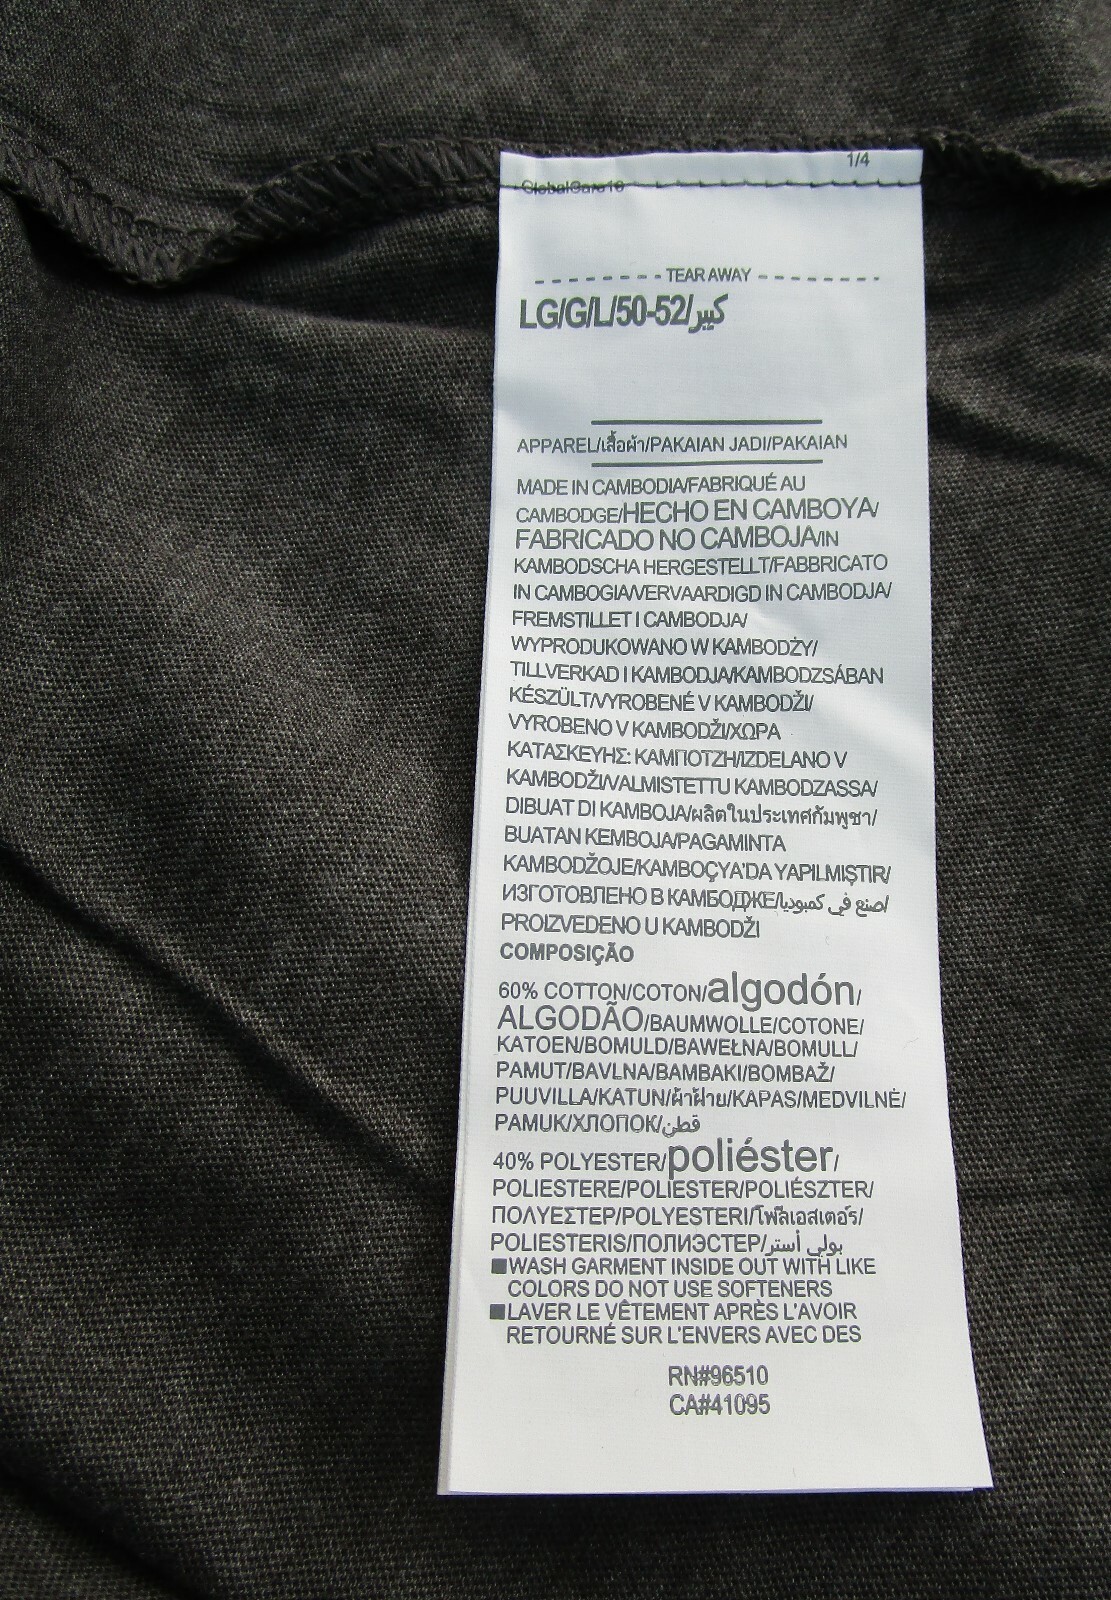 1/4
GlobalCare10
TEAR AWAY
LG/G/L/50-52/كبير
APPAREL/เสื้อผ้า/PAKAIAN JADI/PAKAIAN
MADE IN CAMBODIA/FABRIQUÉ AU
CAMBODGE/HECHO EN CAMBOYA/
FABRICADO NO CAMBOJA/IN
KAMBODSCHA HERGESTELLT/FABBRICATO
IN CAMBOGIA/VERVAARDIGD IN CAMBODJA/
FREMSTILLET I CAMBODJA/
WYPRODUKOWANO W KAMBODŻY/
TILLVERKAD I KAMBODJA/KAMBODZSÁBAN
KÉSZÜLT/VYROBENÉ V KAMBODŽI/
VYROBENO V KAMBODŽI/ΧΩΡΑ
ΚΑΤΑΣΚΕΥΗΣ: ΚΑΜΠΟΤΖΗ/IZDELANO V
KAMBODŽI/VALMISTETTU KAMBODZASSA/
DIBUAT DI KAMBOJA/ผลิตในประเทศกัมพูชา/
BUATAN KEMBOJA/PAGAMINTA
KAMBODŽOJE/KAMBOÇYA'DA YAPILMIŞTIR/
ИЗГОТОВЛЕНО В КАМБОДЖЕ/صنع في كمبوديا/
PROIZVEDENO U KAMBODŽI
COMPOSIÇÃO
60% COTTON/COTON/algodón/
ALGODÃO/BAUMWOLLE/COTONE/
KATOEN/BOMULD/BAWEŁNA/BOMULL/
PAMUT/BAVLNA/BAMBAKI/BOMBAŽ/
PUUVILLA/KATUN/ผ้าฝ้าย/KAPAS/MEDVILNĖ/
PAMUK/ХЛОПОК/قطن
40% POLYESTER/poliéster/
POLIESTERE/POLIESTER/POLIÉSZTER/
ΠΟΛΥΕΣΤΕΡ/POLYESTERI/โพลีเอสเตอร์/
POLIESTERIS/ПОЛИЭСТЕР/بولي أستر
■WASH GARMENT INSIDE OUT WITH LIKE
COLORS DO NOT USE SOFTENERS
■LAVER LE VÊTEMENT APRÈS L'AVOIR
RETOURNÉ SUR L'ENVERS AVEC DES
RN#96510
CA#41095